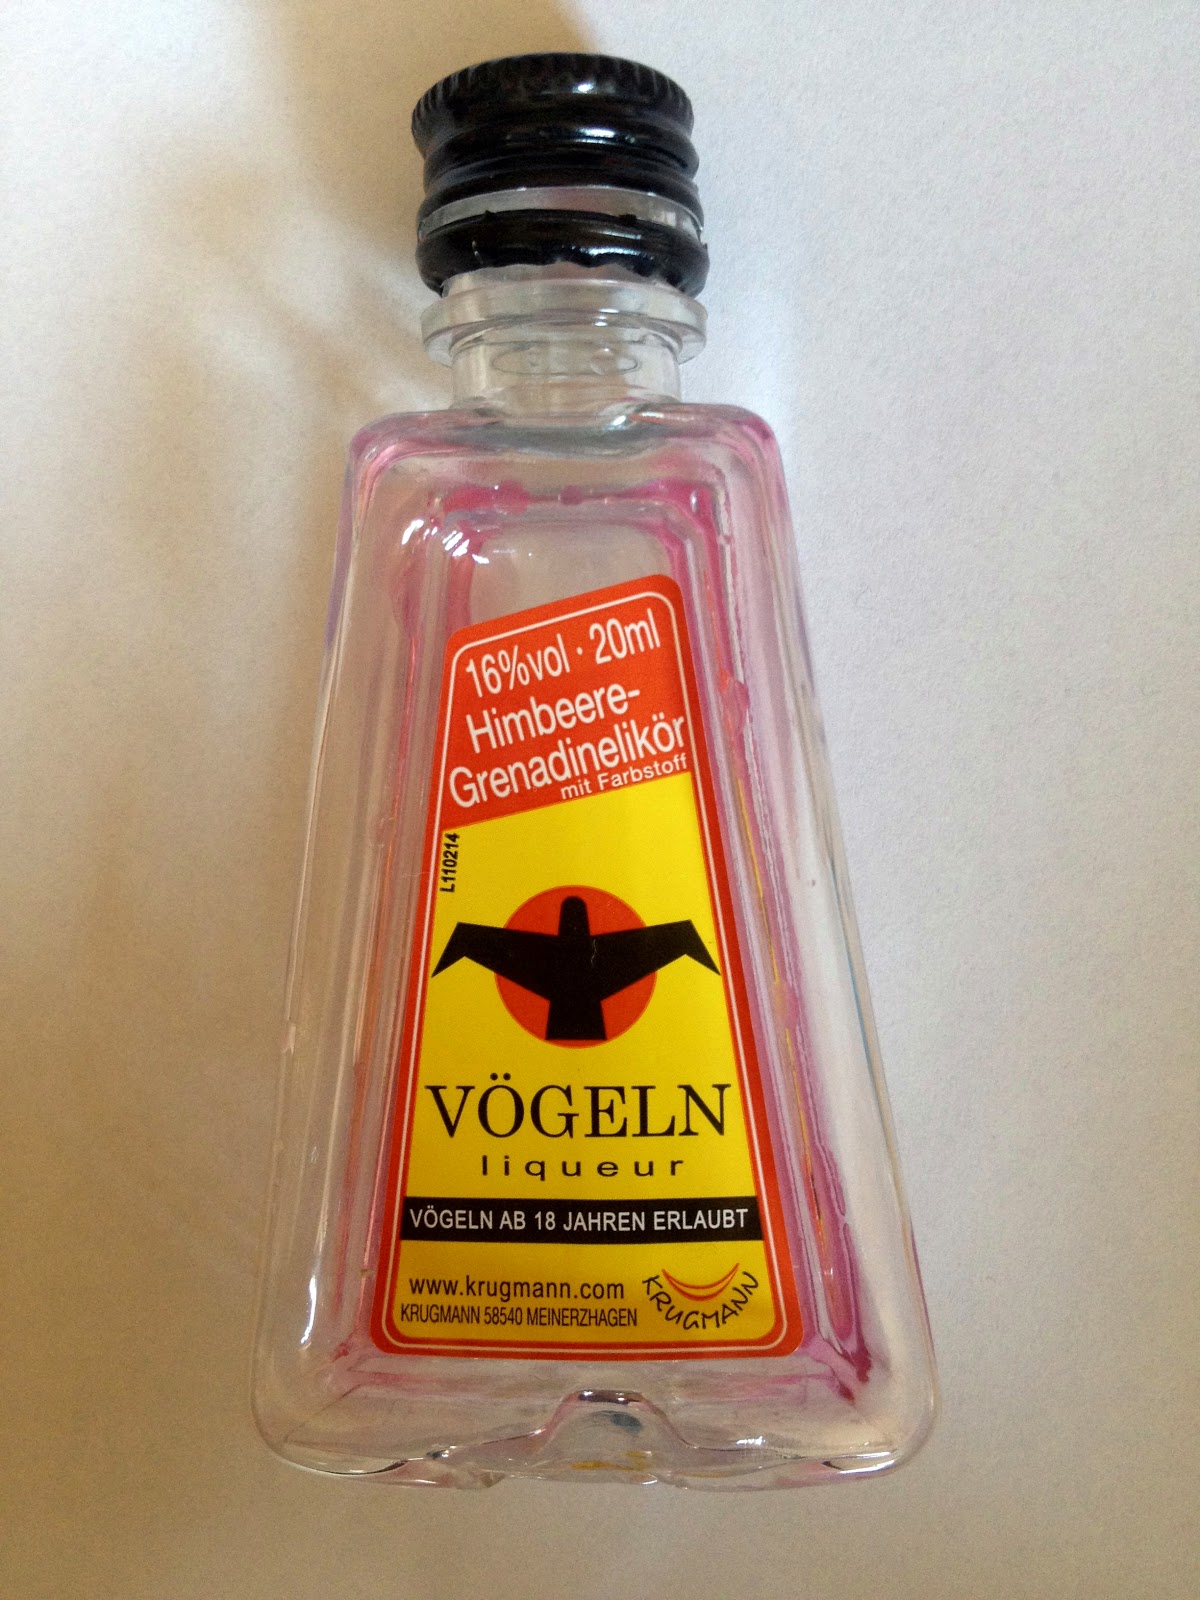 16%vol · 20ml
Himbeere-
Grenadinelikör
mit Farbstoff
L110214
VÖGELN
liqueur
VÖGELN AB 18 JAHREN ERLAUBT
www.krugmann.com
KRUGMANN 58540 MEINERZHAGEN
KRUGMANN